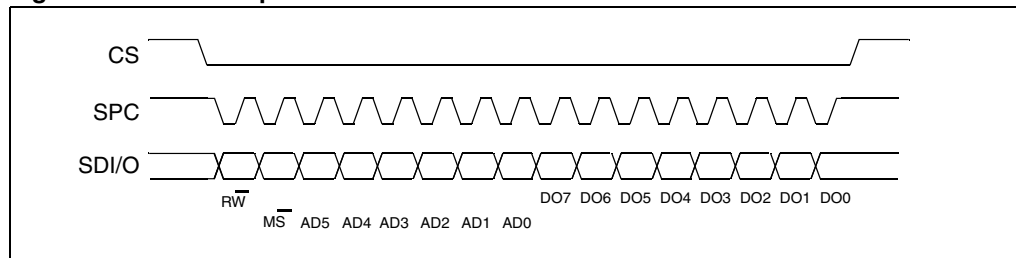 CS
SPC
SDI/O
RW
DO7 DO6 DO5 DO4 DO3 DO2 DO1 DO0
MS AD5 AD4 AD3 AD2 AD1 AD0